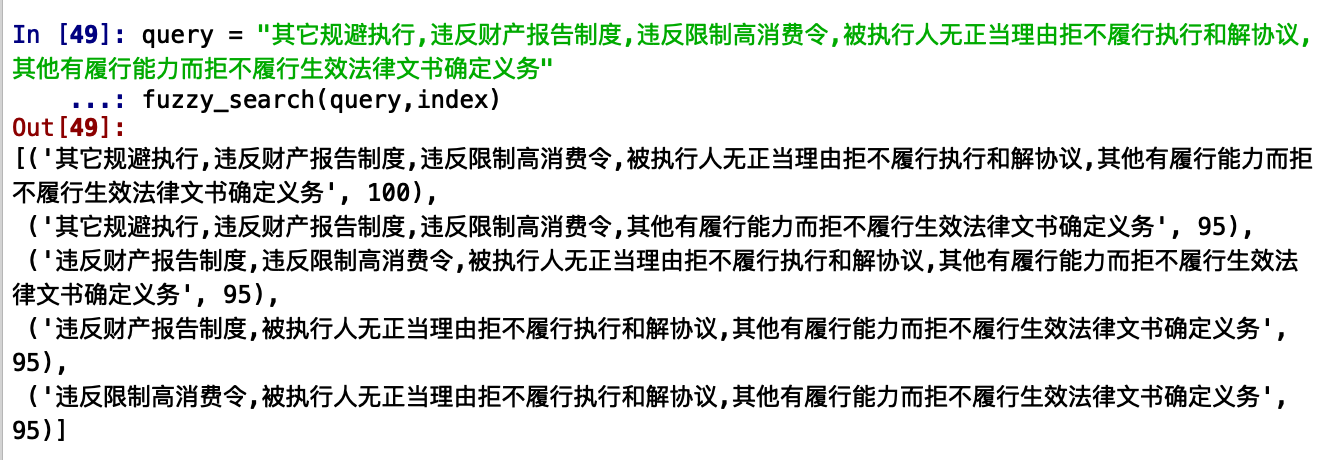 In [49]: query = "其它规避执行,违反财产报告制度,违反限制高消费令,被执行人无正当理由拒不履行执行和解协议,
其他有履行能力而拒不履行生效法律文书确定义务"
...: fuzzy_search(query,index)
Out[49]:
[('其它规避执行,违反财产报告制度,违反限制高消费令,被执行人无正当理由拒不履行执行和解协议,其他有履行能力而拒
不履行生效法律文书确定义务', 100),
('其它规避执行,违反财产报告制度,违反限制高消费令,其他有履行能力而拒不履行生效法律文书确定义务', 95),
('违反财产报告制度,违反限制高消费令,被执行人无正当理由拒不履行执行和解协议,其他有履行能力而拒不履行生效法
律文书确定义务', 95),
('违反财产报告制度,被执行人无正当理由拒不履行执行和解协议,其他有履行能力而拒不履行生效法律文书确定义务',
95),
('违反限制高消费令,被执行人无正当理由拒不履行执行和解协议,其他有履行能力而拒不履行生效法律文书确定义务',
95)]